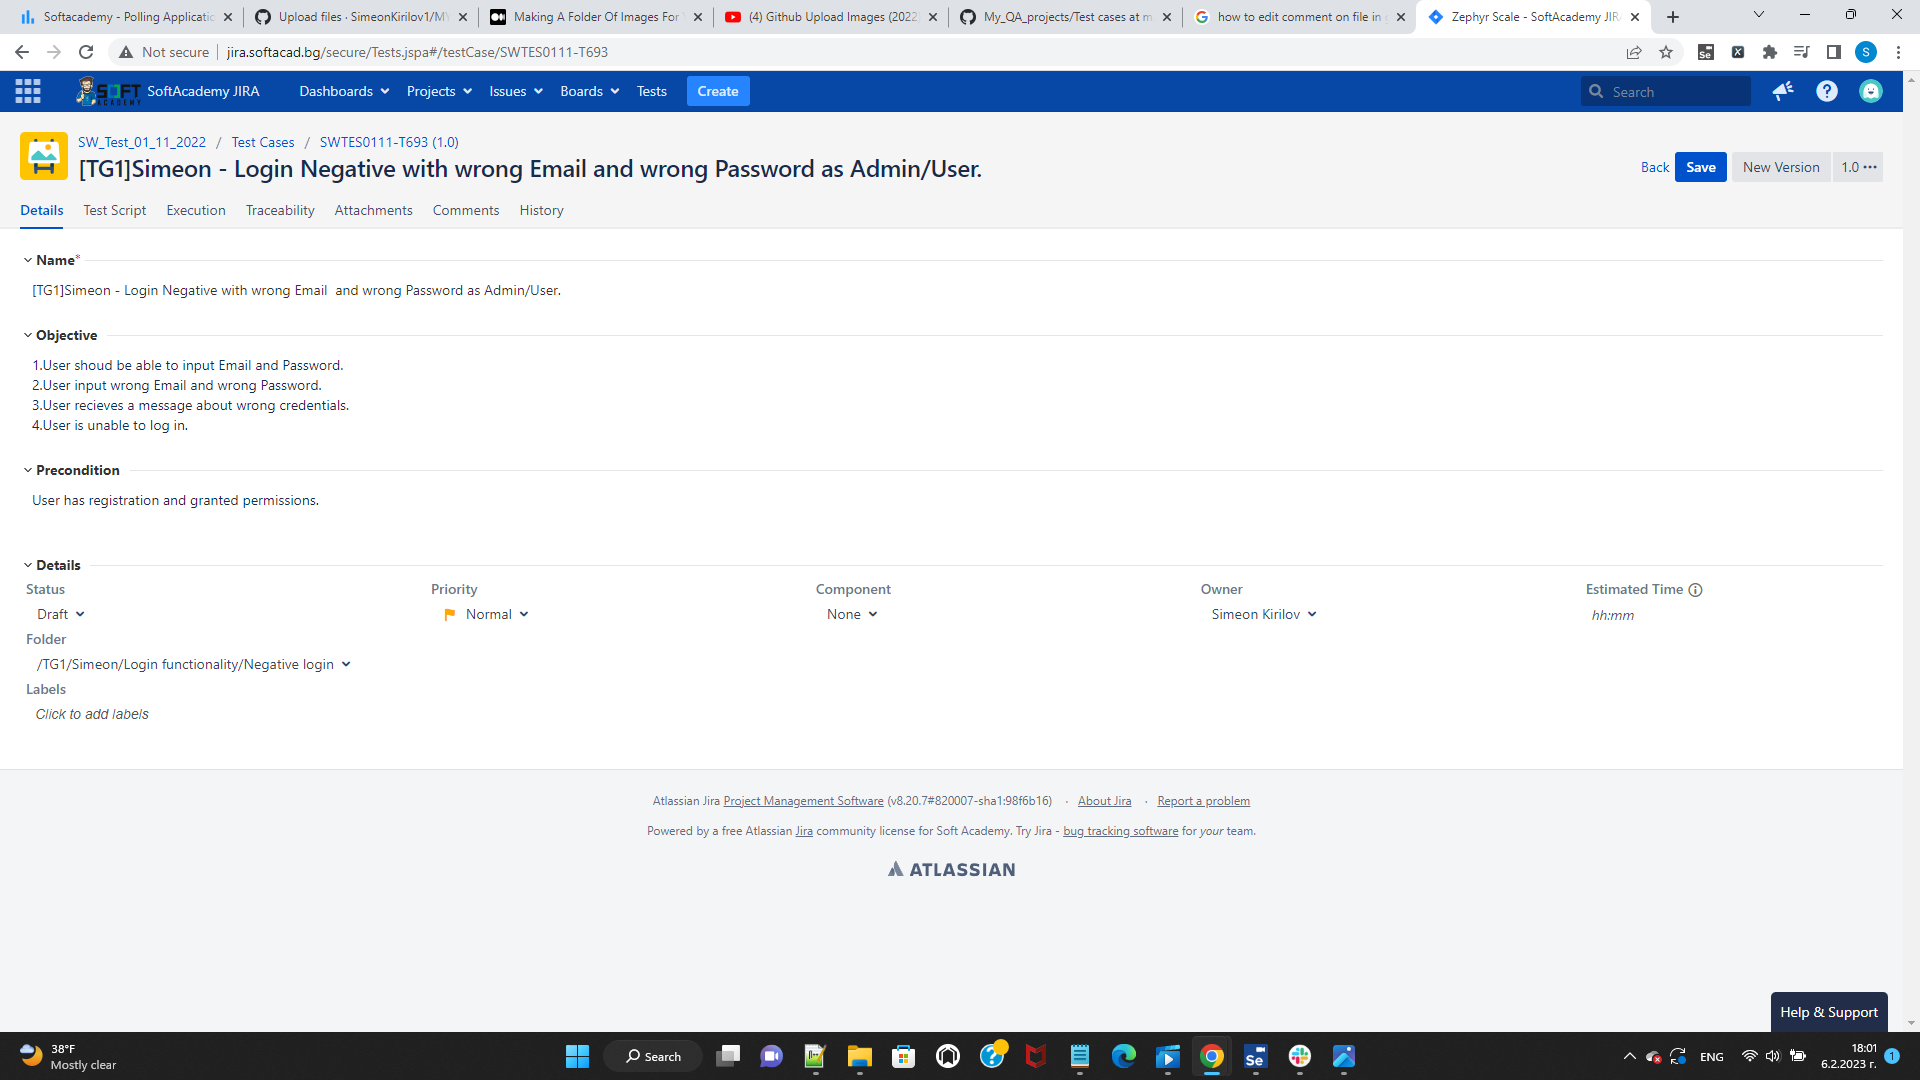 Softacademy - Polling Applicatio
Upload files · SimeonKirilov1/MY
Making A Folder Of Images For
(4) Github Upload Images (2022
My_QA_projects/Test cases at m
how to edit comment on file in
Zephyr Scale - SoftAcademy JIR
Not secure
jira.softacad.bg/secure/Tests.jspa#/testCase/SWTES0111-T693
Se
X
S
SOFT
ACADEMY
SoftAcademy JIRA
Dashboards
Projects
Issues
Boards
Tests
Create
Search
SW_Test_01_11_2022 / Test Cases / SWTES0111-T693 (1.0)
[TG1]Simeon - Login Negative with wrong Email and wrong Password as Admin/User.
Back
Save
New Version
1.0
Details
Test Script
Execution
Traceability
Attachments
Comments
History
Name*
[TG1]Simeon - Login Negative with wrong Email  and wrong Password as Admin/User.
Objective
1.User shoud be able to input Email and Password.
2.User input wrong Email and wrong Password.
3.User recieves a message about wrong credentials.
4.User is unable to log in.
Precondition
User has registration and granted permissions.
Details
Status
Priority
Component
Owner
Estimated Time
Draft
Normal
None
Simeon Kirilov
hh:mm
Folder
/TG1/Simeon/Login functionality/Negative login
Labels
Click to add labels
Atlassian Jira Project Management Software (v8.20.7#820007-sha1:98f6b16) · About Jira · Report a problem
Powered by a free Atlassian Jira community license for Soft Academy. Try Jira - bug tracking software for your team.
ATLASSIAN
Help & Support
38°F
Mostly clear
Search
Se
ENG
18:01
6.2.2023 г.
1